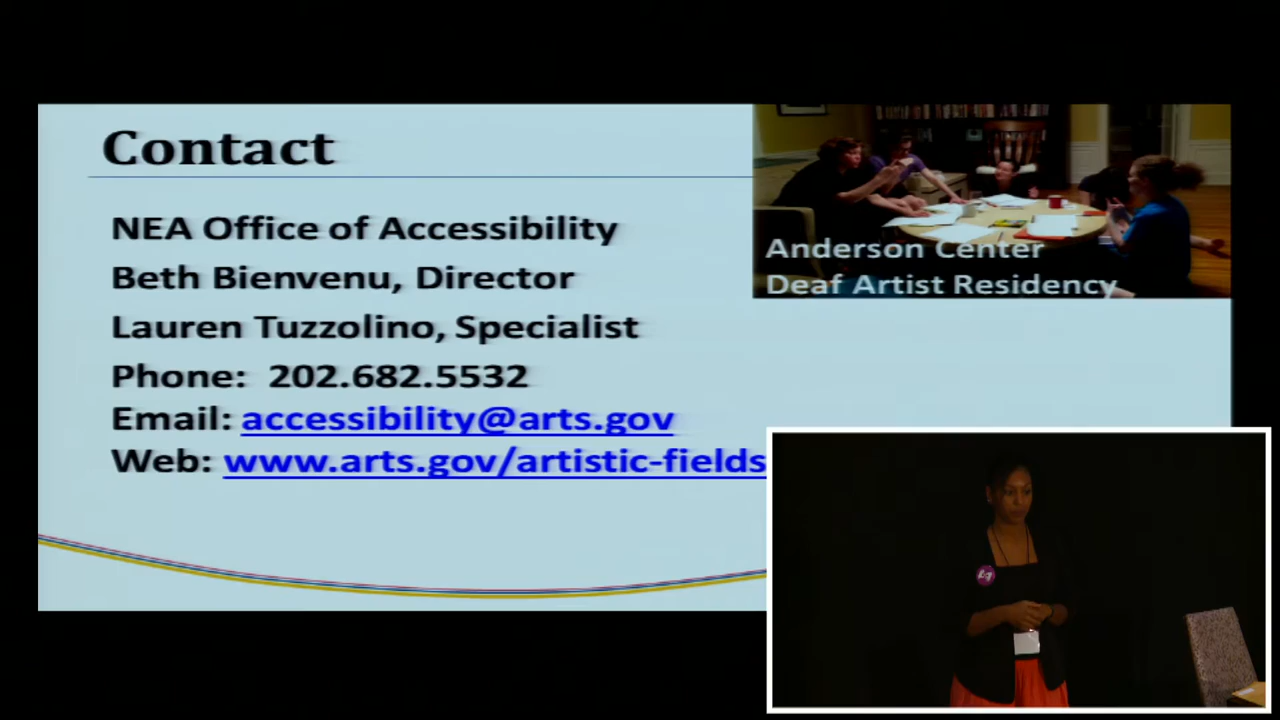 Contact
NEA Office of Accessibility
Beth Bienvenu, Director
Lauren Tuzzolino, Specialist
Phone: 202.682.5532
Email: accessibility@arts.gov
Web: www.arts.gov/artistic-fields
Anderson Center
Deaf Artist Residency